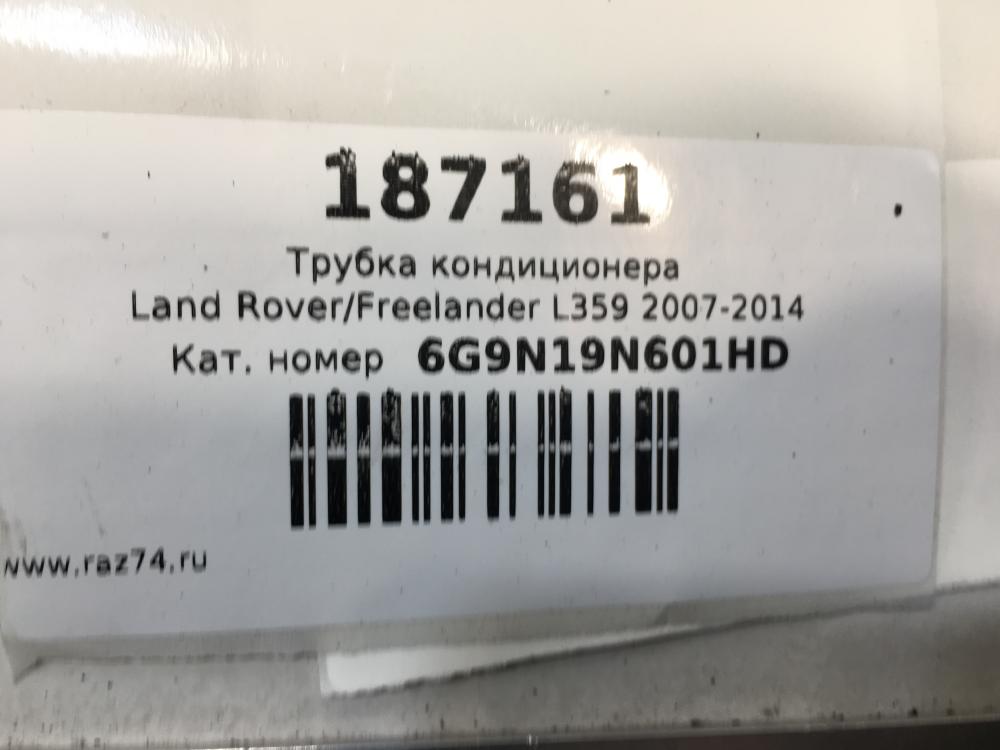 187161
Трубка кондиционера
Land Rover/Freelander L359 2007-2014
Кат. номер 6G9N19N601HD
www.raz74.ru